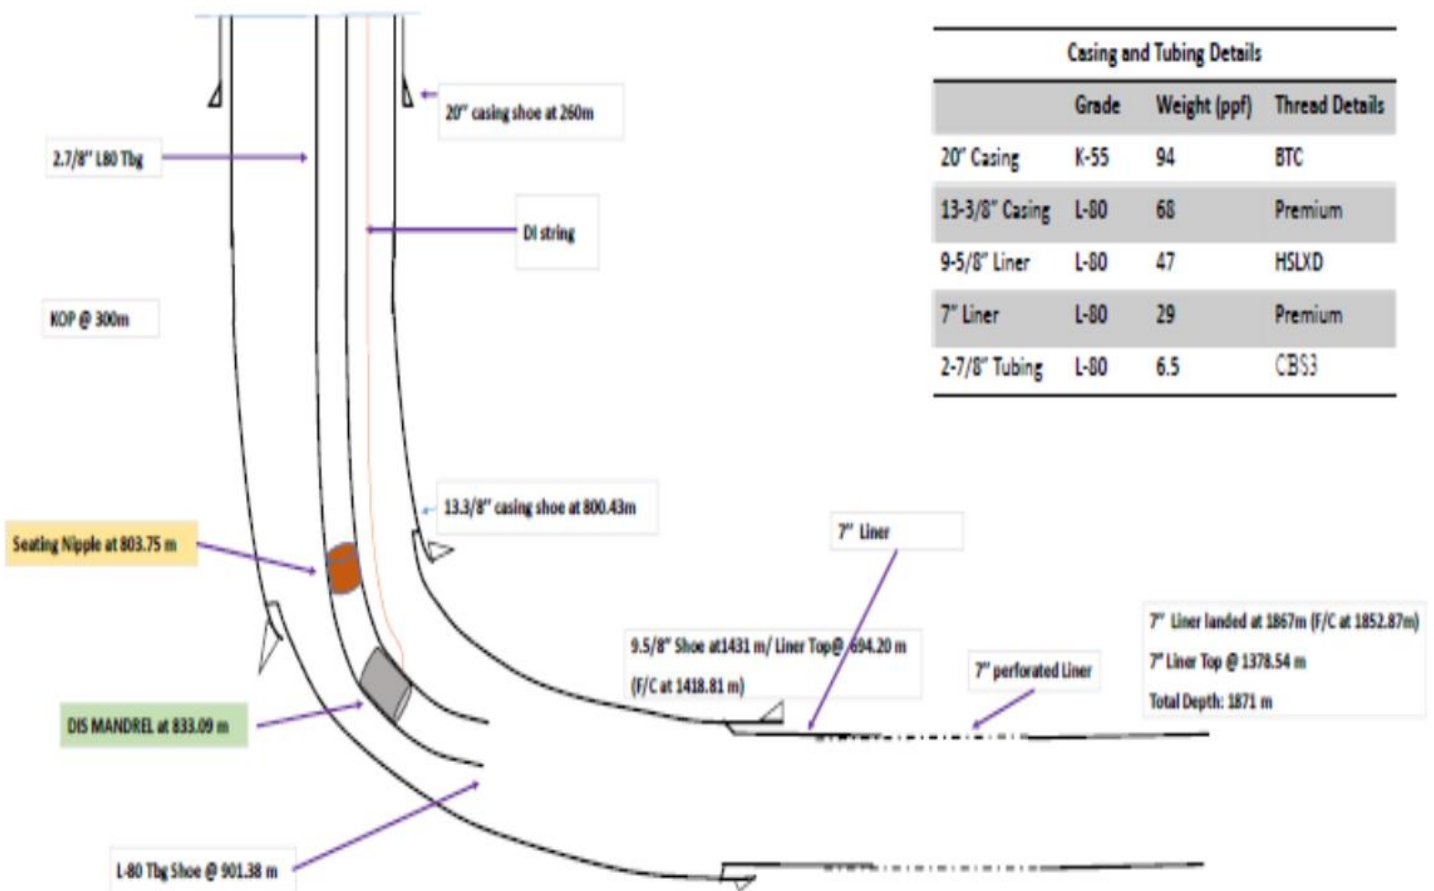 Casing and Tubing Details
Grade Weight (ppf) Thread Details
20" Casing K-55 94 BTC
13-3/8" Casing L-80 68 Premium
9-5/8" Liner L-80 47 HSLXD
7" Liner L-80 29 Premium
2-7/8" Tubing L-80 6.5 CBS3
20" casing shoe at 260m
2.7/8" L80 Tbg
DI string
KOP @ 300m
13.3/8" casing shoe at 800.43m
Seating Nipple at 803.75 m
7" Liner
9.5/8" Shoe at1431 m/ Liner Top@ 694.20 m
(F/C at 1418.81 m)
7" perforated Liner
7" Liner landed at 1867m (F/C at 1852.87m)
7" Liner Top @ 1378.54 m
Total Depth: 1871 m
DIS MANDREL at 833.09 m
L-80 Tbg Shoe @ 901.38 m